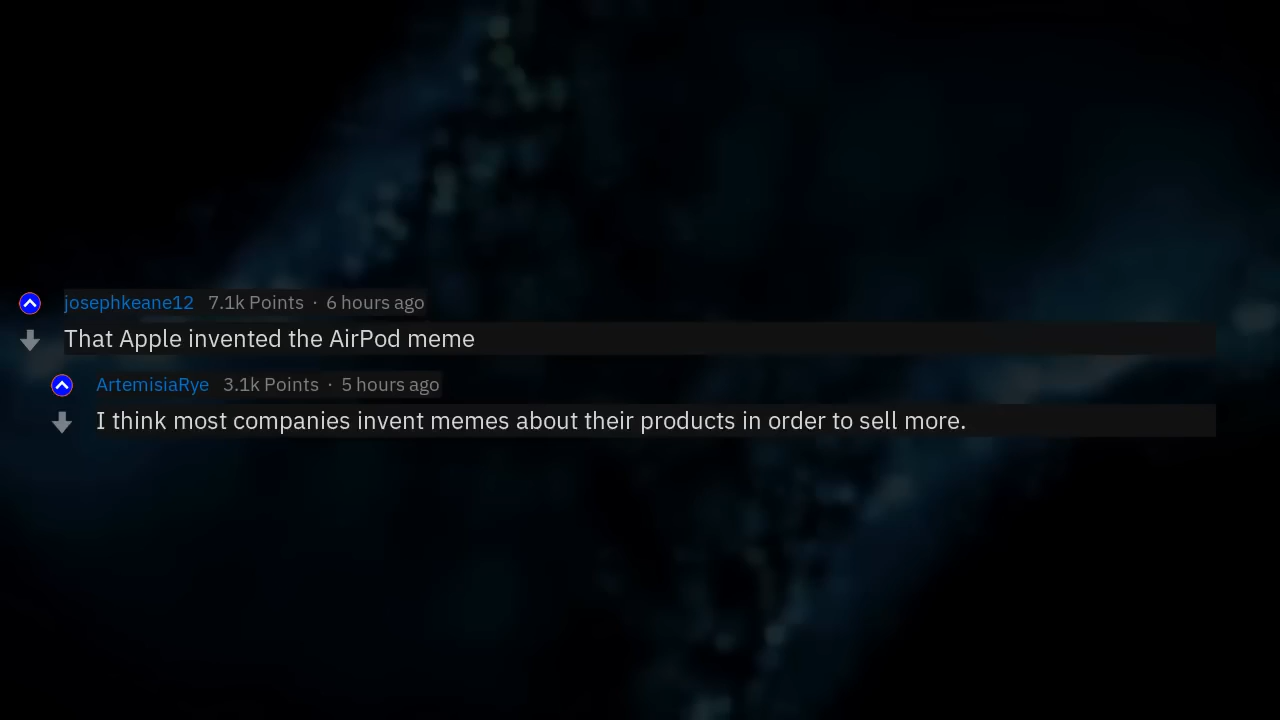 josephkeane12 7.1k Points · 6 hours ago
That Apple invented the AirPod meme
ArtemisiaRye 3.1k Points · 5 hours ago
I think most companies invent memes about their products in order to sell more.